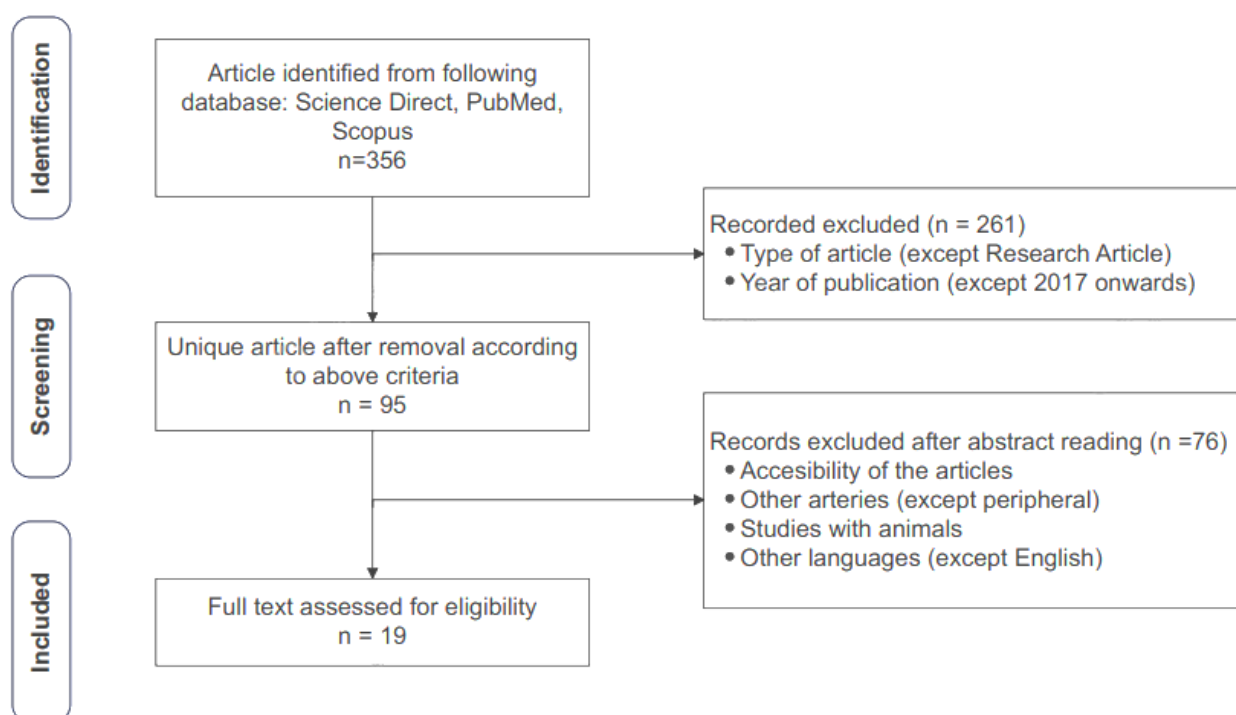 Identification
Article identified from following
database: Science Direct, PubMed,
Scopus
n=356
Recorded excluded (n = 261)
• Type of article (except Research Article)
• Year of publication (except 2017 onwards)
Screening
Unique article after removal according
to above criteria
n = 95
Records excluded after abstract reading (n =76)
• Accesibility of the articles
• Other arteries (except peripheral)
• Studies with animals
• Other languages (except English)
Included
Full text assessed for eligibility
n = 19